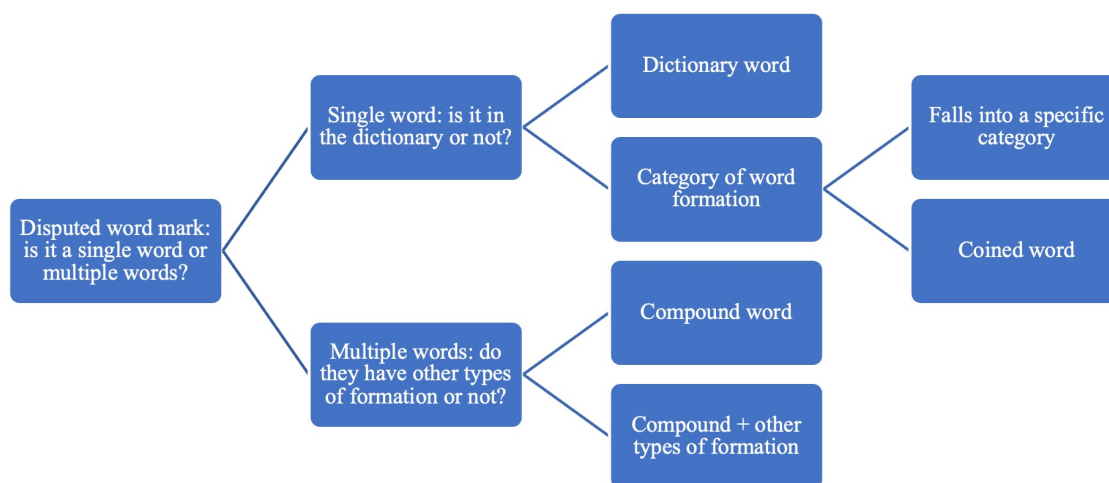 Disputed word mark:
is it a single word or
multiple words?
Single word: is it in
the dictionary or not?
Dictionary word
Category of word
formation
Falls into a specific
category
Coined word
Multiple words: do
they have other types
of formation or not?
Compound word
Compound + other
types of formation